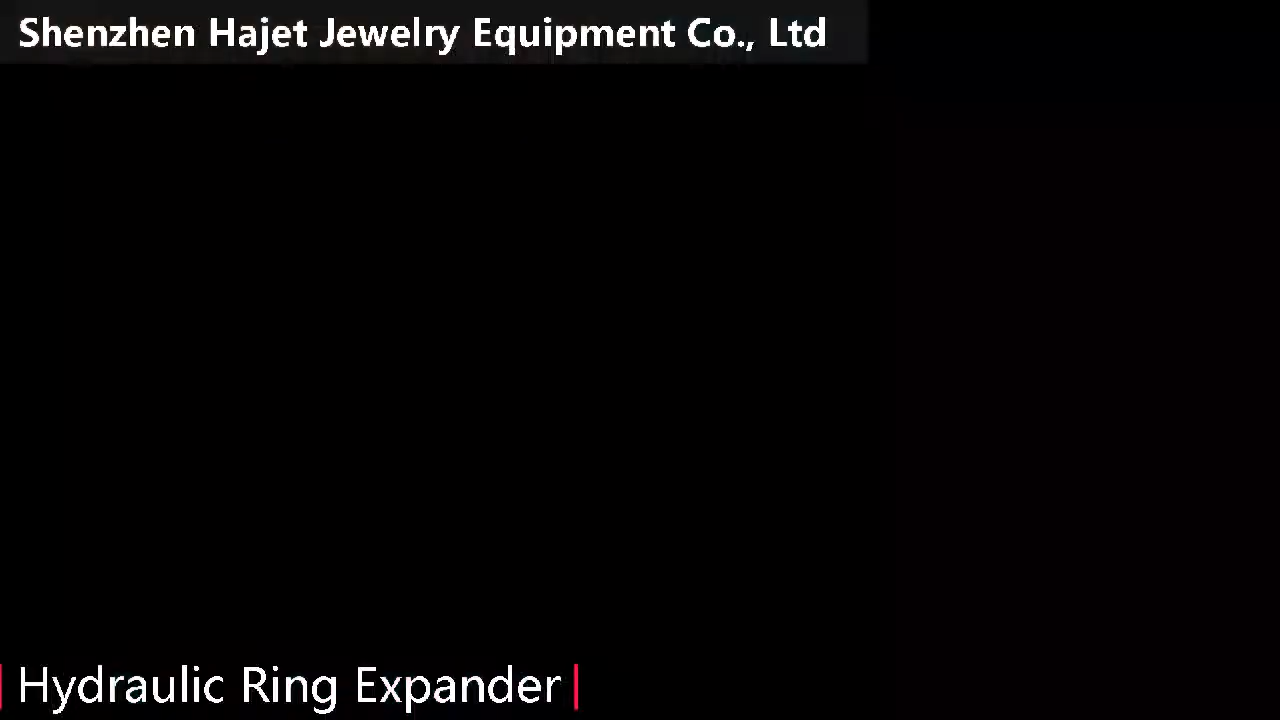 Shenzhen Hajet Jewelry Equipment Co., Ltd
Hydraulic Ring Expander